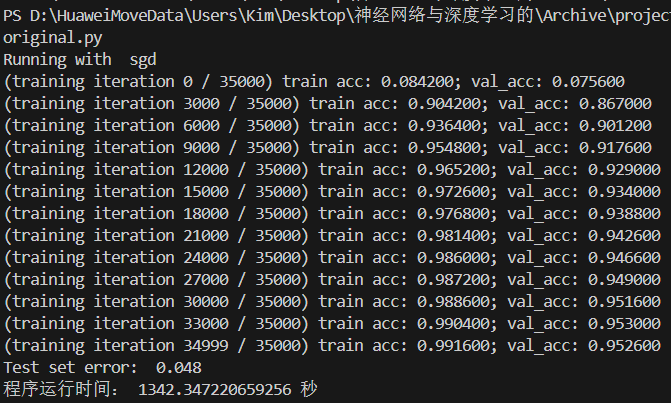 PS D:\HuaweiMoveData\Users\Kim\Desktop\神经网络与深度学习的\Archive\projec
original.py
Running with  sgd
(training iteration 0 / 35000) train acc: 0.084200; val_acc: 0.075600
(training iteration 3000 / 35000) train acc: 0.904200; val_acc: 0.867000
(training iteration 6000 / 35000) train acc: 0.936400; val_acc: 0.901200
(training iteration 9000 / 35000) train acc: 0.954800; val_acc: 0.917600
(training iteration 12000 / 35000) train acc: 0.965200; val_acc: 0.929000
(training iteration 15000 / 35000) train acc: 0.972600; val_acc: 0.934000
(training iteration 18000 / 35000) train acc: 0.976800; val_acc: 0.938800
(training iteration 21000 / 35000) train acc: 0.981400; val_acc: 0.942600
(training iteration 24000 / 35000) train acc: 0.986000; val_acc: 0.946600
(training iteration 27000 / 35000) train acc: 0.987200; val_acc: 0.949000
(training iteration 30000 / 35000) train acc: 0.988600; val_acc: 0.951600
(training iteration 33000 / 35000) train acc: 0.990400; val_acc: 0.953000
(training iteration 34999 / 35000) train acc: 0.991600; val_acc: 0.952600
Test set error:  0.048
程序运行时间： 1342.347220659256 秒